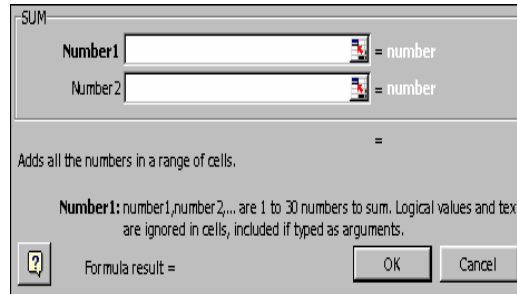 SUM
Number1 = number
Number2 = number
=
Adds all the numbers in a range of cells.
Number1: number1,number2,... are 1 to 30 numbers to sum. Logical values and tex
are ignored in cells, included if typed as arguments.
? Formula result = OK Cancel